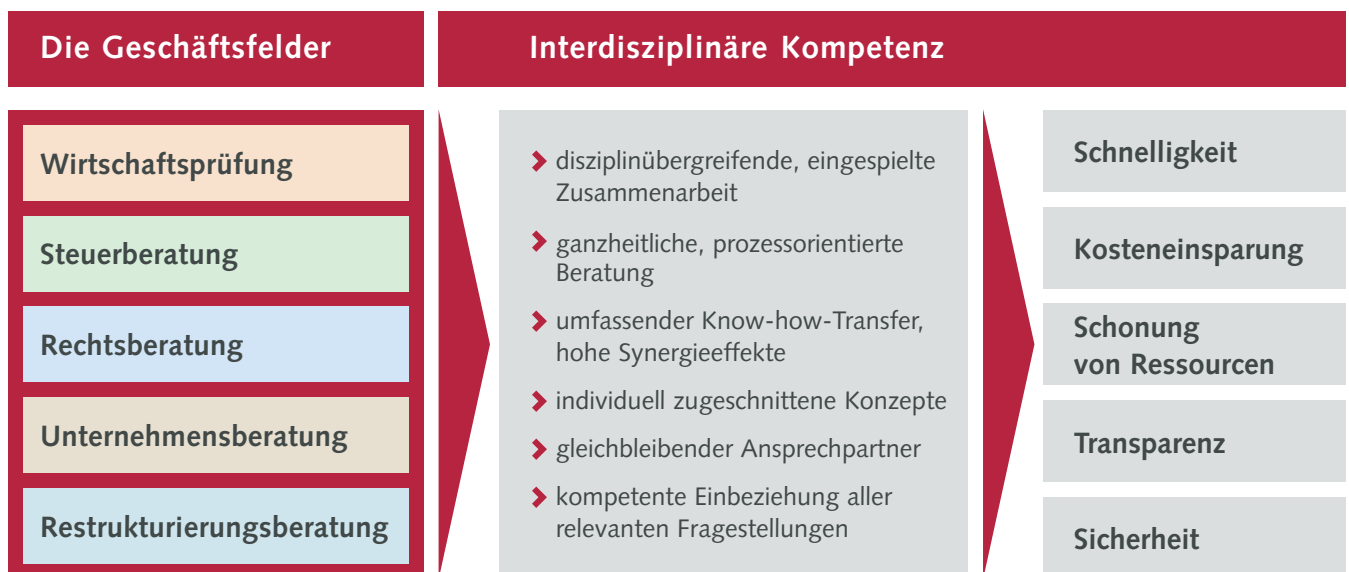 Die Geschäftsfelder
Interdisziplinäre Kompetenz
Wirtschaftsprüfung
Steuerberatung
Rechtsberatung
Unternehmensberatung
Restrukturierungsberatung
disziplinübergreifende, eingespielte
Zusammenarbeit
ganzheitliche, prozessorientierte
Beratung
umfassender Know-how-Transfer,
hohe Synergieeffekte
individuell zugeschnittene Konzepte
gleichbleibender Ansprechpartner
kompetente Einbeziehung aller
relevanten Fragestellungen
Schnelligkeit
Kosteneinsparung
Schonung
von Ressourcen
Transparenz
Sicherheit